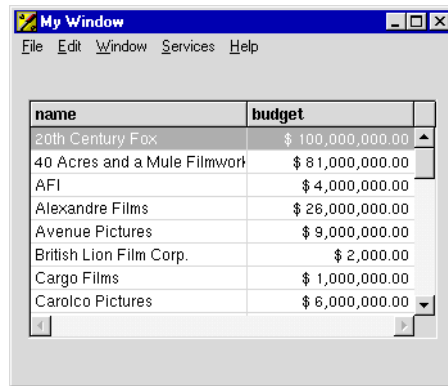 My Window
File Edit Window Services Help
name budget
20th Century Fox $ 100,000,000.00
40 Acres and a Mule Filmwork $ 81,000,000.00
AFI $ 4,000,000.00
Alexandre Films $ 26,000,000.00
Avenue Pictures $ 9,000,000.00
British Lion Film Corp. $ 2,000.00
Cargo Films $ 1,000,000.00
Carolco Pictures $ 6,000,000.00